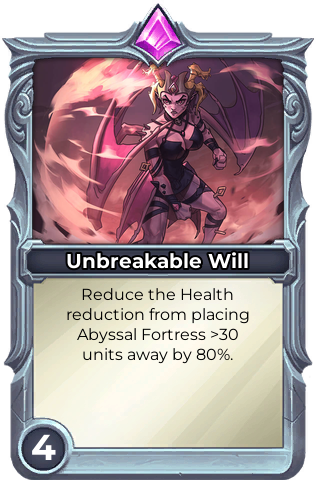 Unbreakable Will
Reduce the Health
reduction from placing
Abyssal Fortress >30
units away by 80%.
4